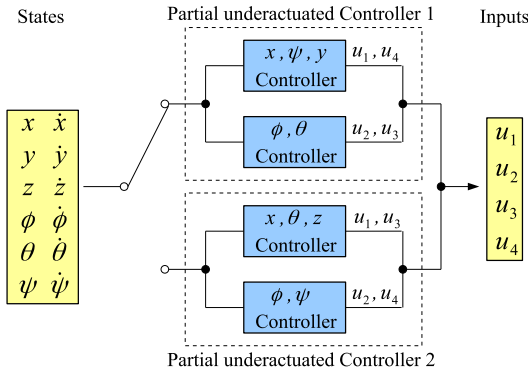 States
Partial underactuated Controller 1
Inputs
x ẋ
y ẏ
z ż
ϕ ϕ̇
θ θ̇
ψ ψ̇
x , ψ , y
Controller
u₁ , u₄
ϕ , θ
Controller
u₂ , u₃
x , θ , z
Controller
u₁ , u₃
ϕ , ψ
Controller
u₂ , u₄
u₁
u₂
u₃
u₄
Partial underactuated Controller 2